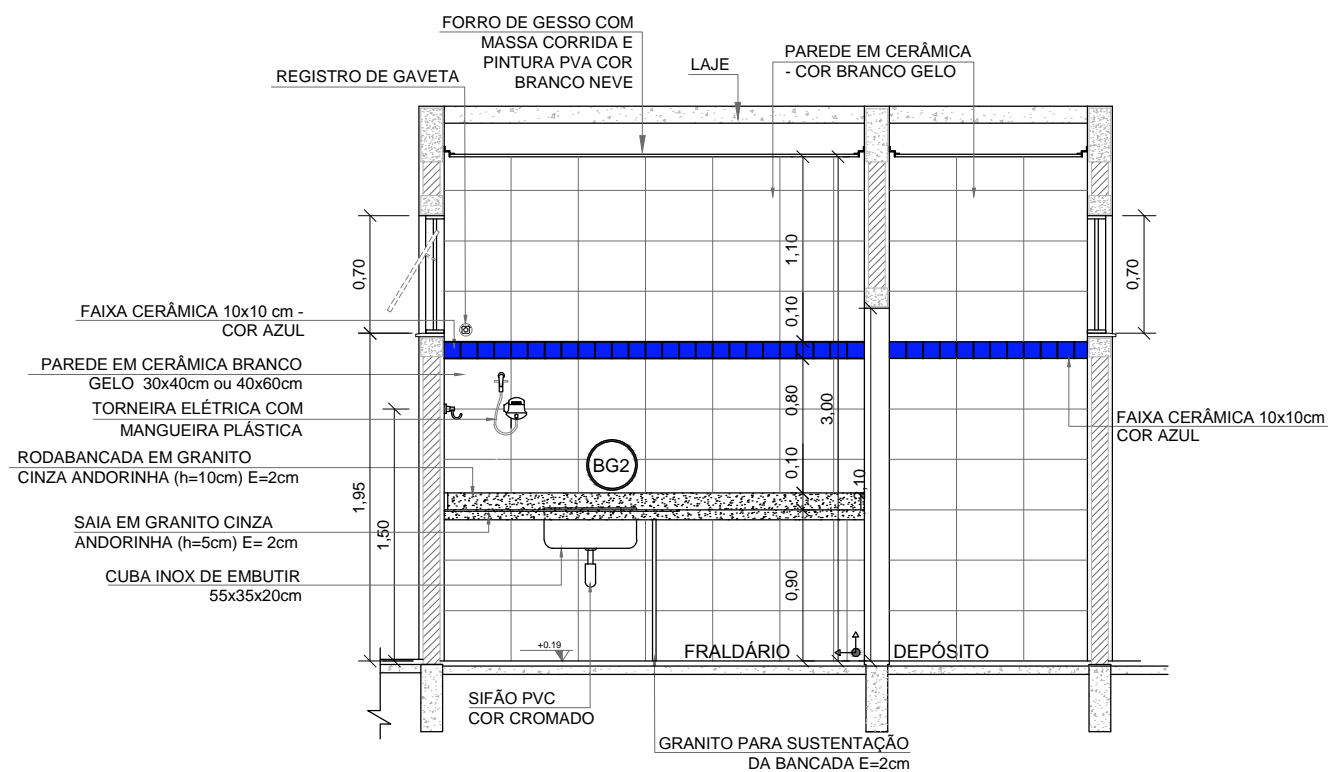 FORRO DE GESSO COM
MASSA CORRIDA E
PINTURA PVA COR
BRANCO NEVE
PAREDE EM CERÂMICA
- COR BRANCO GELO
LAJE
REGISTRO DE GAVETA
0,70
1,10
0,70
FAIXA CERÂMICA 10x10 cm -
COR AZUL
0,10
PAREDE EM CERÂMICA BRANCO
GELO 30x40cm ou 40x60cm
0,80
3,00
TORNEIRA ELÉTRICA COM
MANGUEIRA PLÁSTICA
FAIXA CERÂMICA 10x10cm
COR AZUL
RODABANCADA EM GRANITO
CINZA ANDORINHA (h=10cm) E=2cm
BG2
0,10
,10
1,95
1,50
SAIA EM GRANITO CINZA
ANDORINHA (h=5cm) E= 2cm
CUBA INOX DE EMBUTIR
55x35x20cm
0,90
+0.19
FRALDÁRIO
DEPÓSITO
SIFÃO PVC
COR CROMADO
GRANITO PARA SUSTENTAÇÃO
DA BANCADA E=2cm